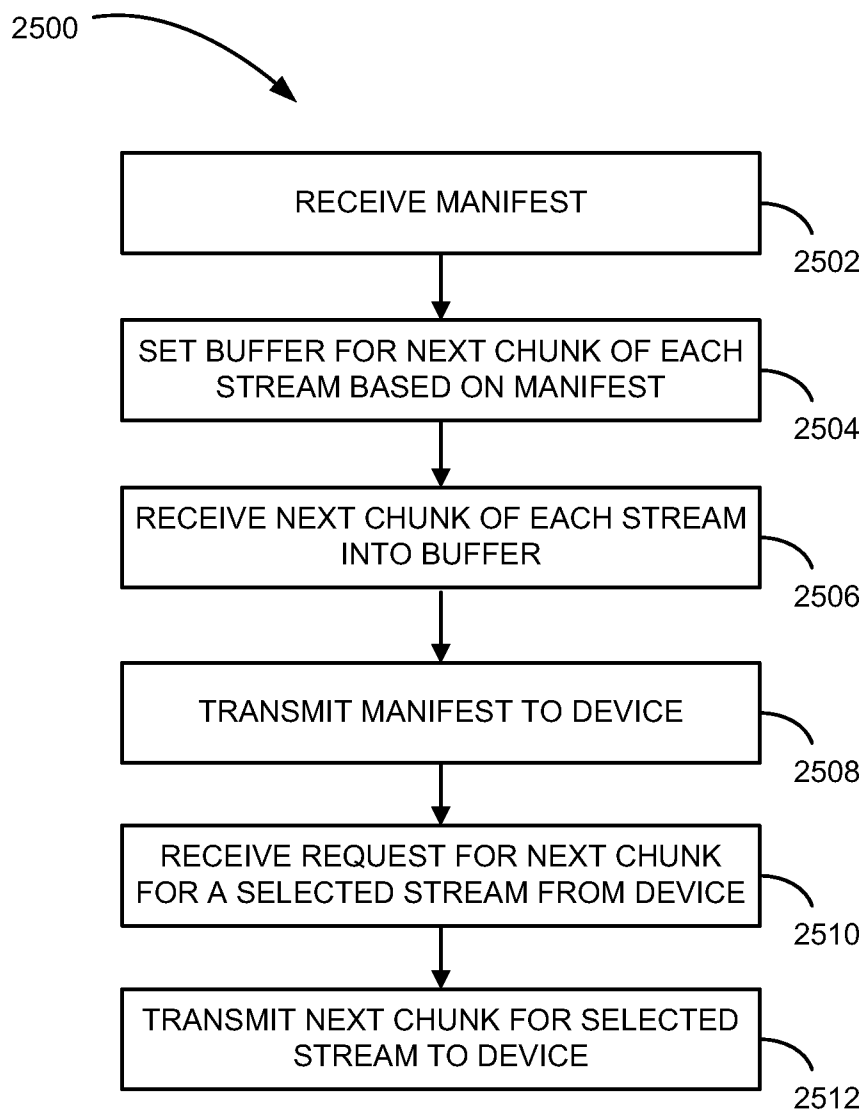 2500
RECEIVE MANIFEST
2502
SET BUFFER FOR NEXT CHUNK OF EACH
STREAM BASED ON MANIFEST
2504
RECEIVE NEXT CHUNK OF EACH STREAM
INTO BUFFER
2506
TRANSMIT MANIFEST TO DEVICE
2508
RECEIVE REQUEST FOR NEXT CHUNK
FOR A SELECTED STREAM FROM DEVICE
2510
TRANSMIT NEXT CHUNK FOR SELECTED
STREAM TO DEVICE
2512